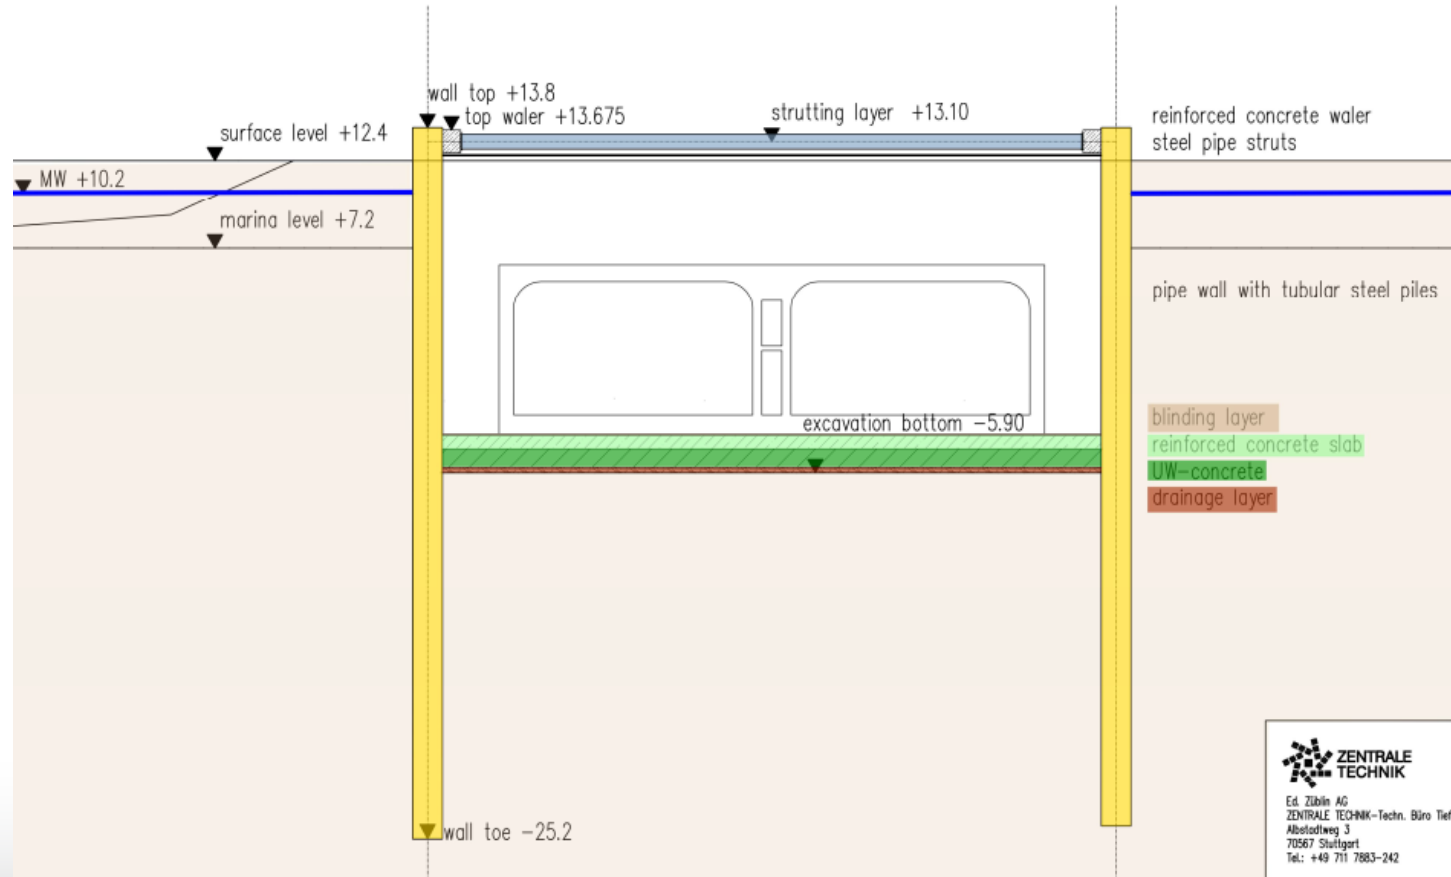 wall top +13.8
top waler +13.675
strutting layer +13.10
reinforced concrete waler
steel pipe struts
surface level +12.4
MW +10.2
marina level +7.2
pipe wall with tubular steel piles
excavation bottom -5.90
blinding layer
reinforced concrete slab
UW-concrete
drainage layer
wall toe -25.2
ZENTRALE
TECHNIK
Ed. Züblin AG
ZENTRALE TECHNIK-Techn. Büro Tief
Albstadtweg 3
70567 Stuttgart
Tel.: +49 711 7883-242